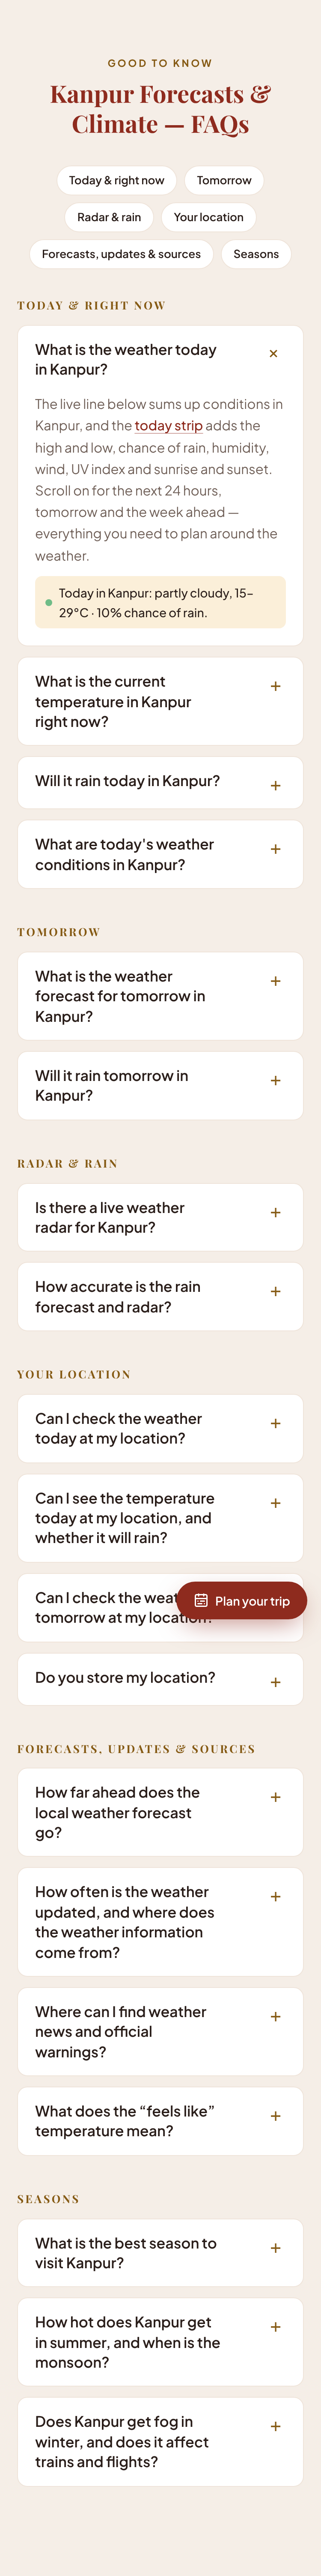 GOOD TO KNOW
Kanpur Forecasts &
Climate — FAQs
Today & right now
Tomorrow
Radar & rain
Your location
Forecasts, updates & sources
Seasons
TODAY & RIGHT NOW
What is the weather today
in Kanpur?
The live line below sums up conditions in
Kanpur, and the today strip adds the
high and low, chance of rain, humidity,
wind, UV index and sunrise and sunset.
Scroll on for the next 24 hours,
tomorrow and the week ahead —
everything you need to plan around the
weather.
Today in Kanpur: partly cloudy, 15–
29°C · 10% chance of rain.
What is the current
temperature in Kanpur
right now?
Will it rain today in Kanpur?
What are today's weather
conditions in Kanpur?
TOMORROW
What is the weather
forecast for tomorrow in
Kanpur?
Will it rain tomorrow in
Kanpur?
RADAR & RAIN
Is there a live weather
radar for Kanpur?
How accurate is the rain
forecast and radar?
YOUR LOCATION
Can I check the weather
today at my location?
Can I see the temperature
today at my location, and
whether it will rain?
Can I check the weather
tomorrow at my location?
Plan your trip
Do you store my location?
FORECASTS, UPDATES & SOURCES
How far ahead does the
local weather forecast
go?
How often is the weather
updated, and where does
the weather information
come from?
Where can I find weather
news and official
warnings?
What does the “feels like”
temperature mean?
SEASONS
What is the best season to
visit Kanpur?
How hot does Kanpur get
in summer, and when is the
monsoon?
Does Kanpur get fog in
winter, and does it affect
trains and flights?